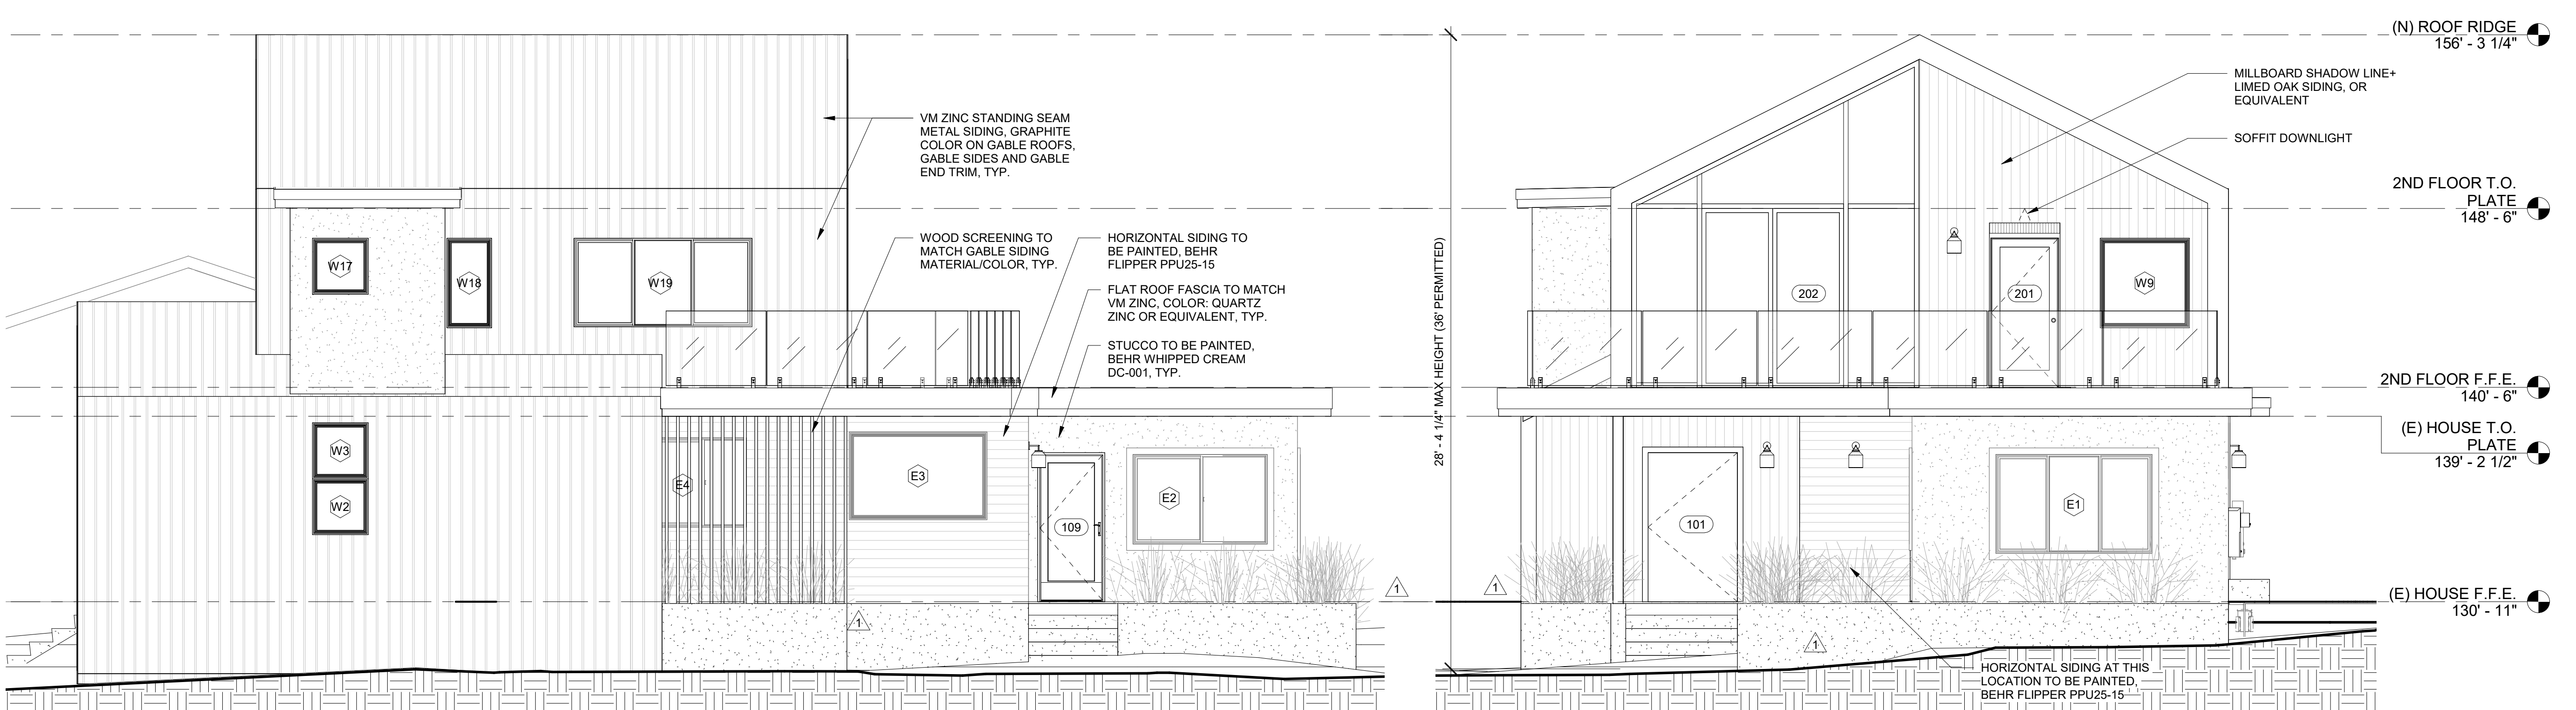 (N) ROOF RIDGE
156' - 3 1/4"
MILLBOARD SHADOW LINE+
LIMED OAK SIDING, OR
EQUIVALENT
SOFFIT DOWNLIGHT
VM ZINC STANDING SEAM
METAL SIDING, GRAPHITE
COLOR ON GABLE ROOFS,
GABLE SIDES AND GABLE
END TRIM, TYP.
2ND FLOOR T.O.
PLATE
148' - 6"
WOOD SCREENING TO
MATCH GABLE SIDING
MATERIAL/COLOR, TYP.
HORIZONTAL SIDING TO
BE PAINTED, BEHR
FLIPPER PPU25-15
FLAT ROOF FASCIA TO MATCH
VM ZINC, COLOR: QUARTZ
ZINC OR EQUIVALENT, TYP.
STUCCO TO BE PAINTED,
BEHR WHIPPED CREAM
DC-001, TYP.
28' - 4 1/4" MAX HEIGHT (36' PERMITTED)
W17
W18
W19
202
201
W9
2ND FLOOR F.F.E.
140' - 6"
(E) HOUSE T.O.
PLATE
139' - 2 1/2"
W3
W2
E4
E3
109
E2
101
E1
1
1
(E) HOUSE F.F.E.
130' - 11"
1
1
HORIZONTAL SIDING AT THIS
LOCATION TO BE PAINTED,
BEHR FLIPPER PPU25-15